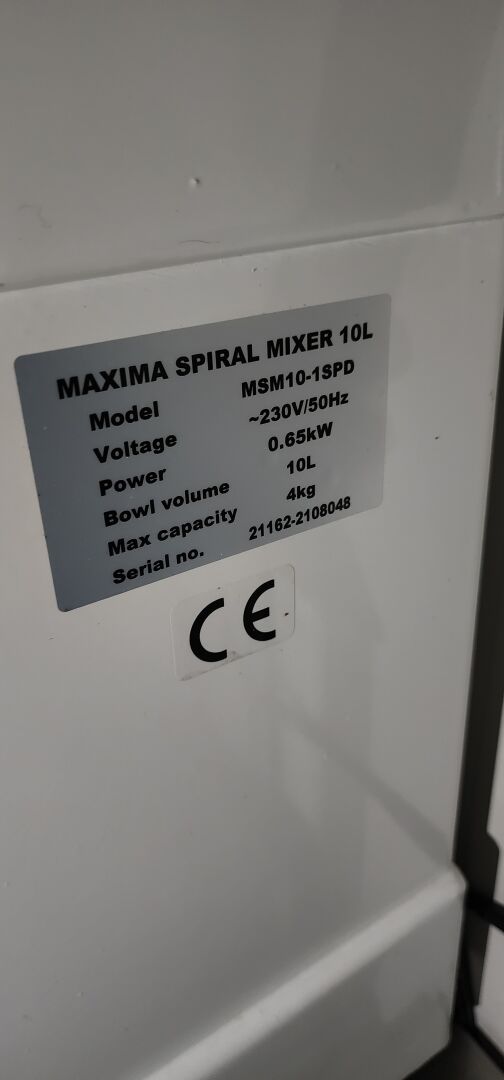 MAXIMA SPIRAL MIXER 10L
Model MSM10-1SPD
Voltage ~230V/50Hz
Power 0.65kW
Bowl volume 10L
Max capacity 4kg
Serial no. 21162-2108048
CE